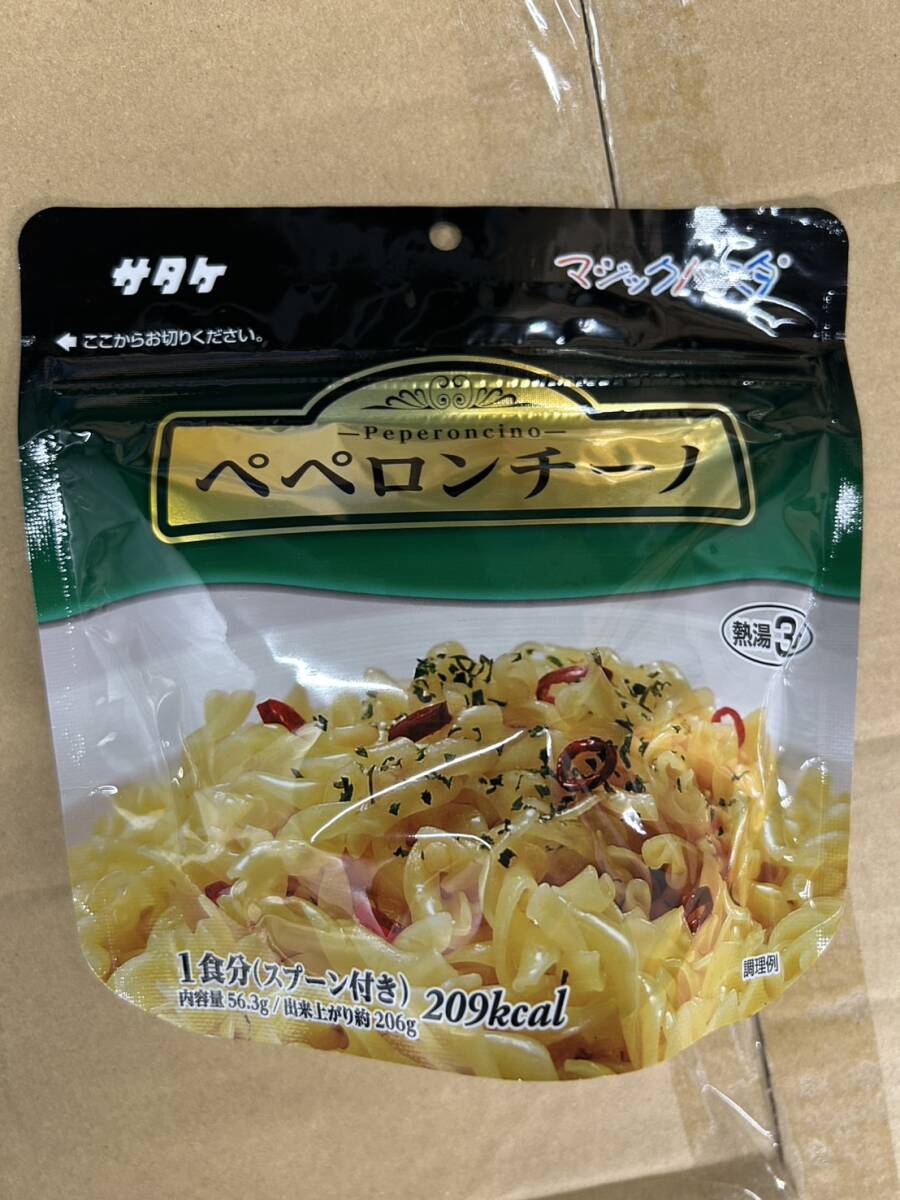 サタケ
マジックパスタ
ここからお切りください。
Peperoncino
ペペロンチーノ
熱湯3
1食分(スプーン付き)
内容量 56.3g / 出来上がり約 206g
209kcal
調理例